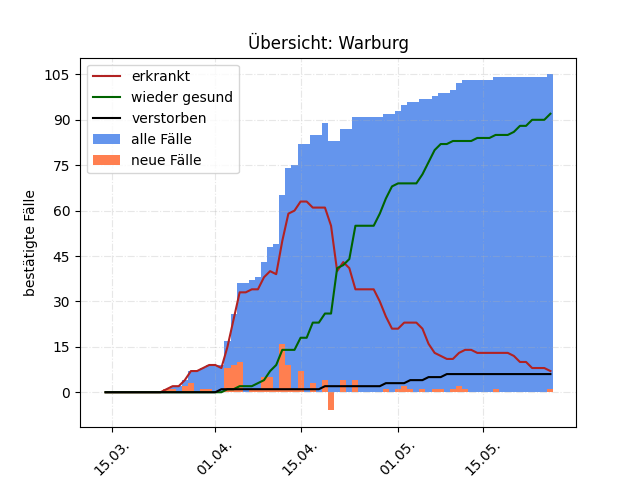 Übersicht: Warburg
erkrankt
wieder gesund
verstorben
alle Fälle
neue Fälle
bestätigte Fälle
105
90
75
60
45
30
15
0
15.03.
01.04.
15.04.
01.05.
15.05.